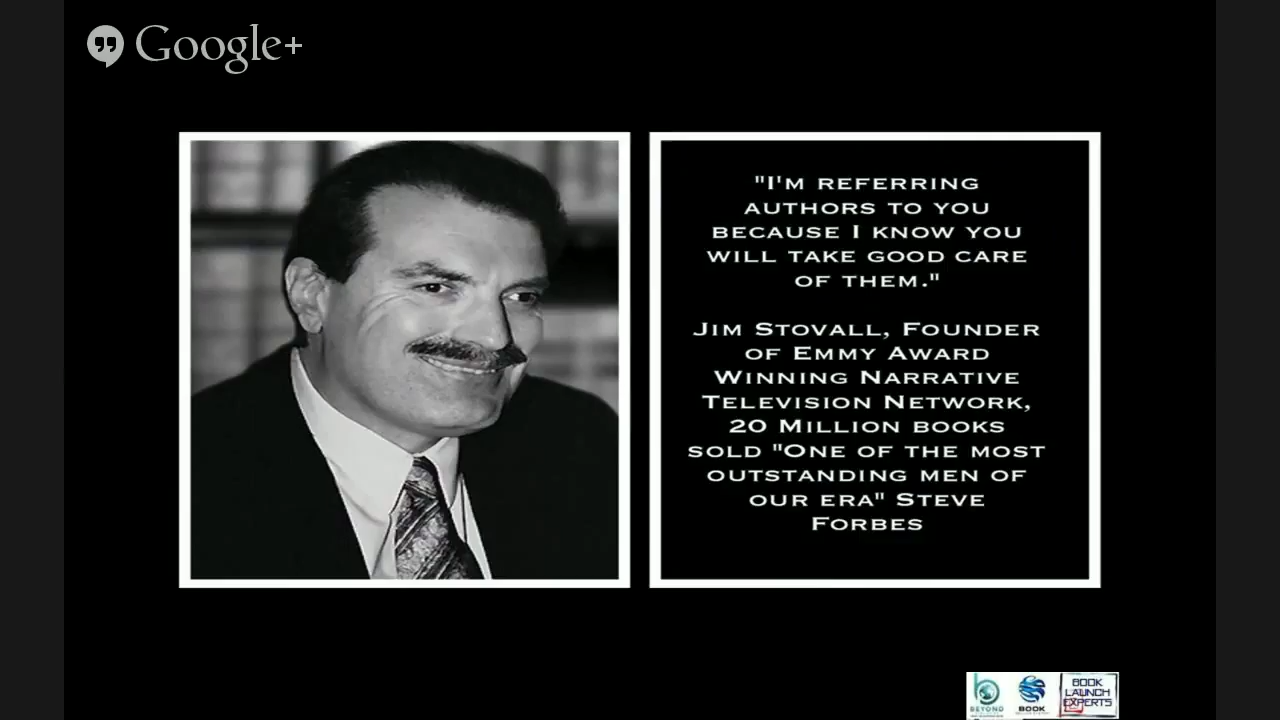 Google+
"I'M REFERRING
AUTHORS TO YOU
BECAUSE I KNOW YOU
WILL TAKE GOOD CARE
OF THEM."
JIM STOVALL, FOUNDER
OF EMMY AWARD
WINNING NARRATIVE
TELEVISION NETWORK,
20 MILLION BOOKS
SOLD "ONE OF THE MOST
OUTSTANDING MEN OF
OUR ERA" STEVE
FORBES
BEYOND
BOOK
BOOK
LAUNCH
EXPERTS